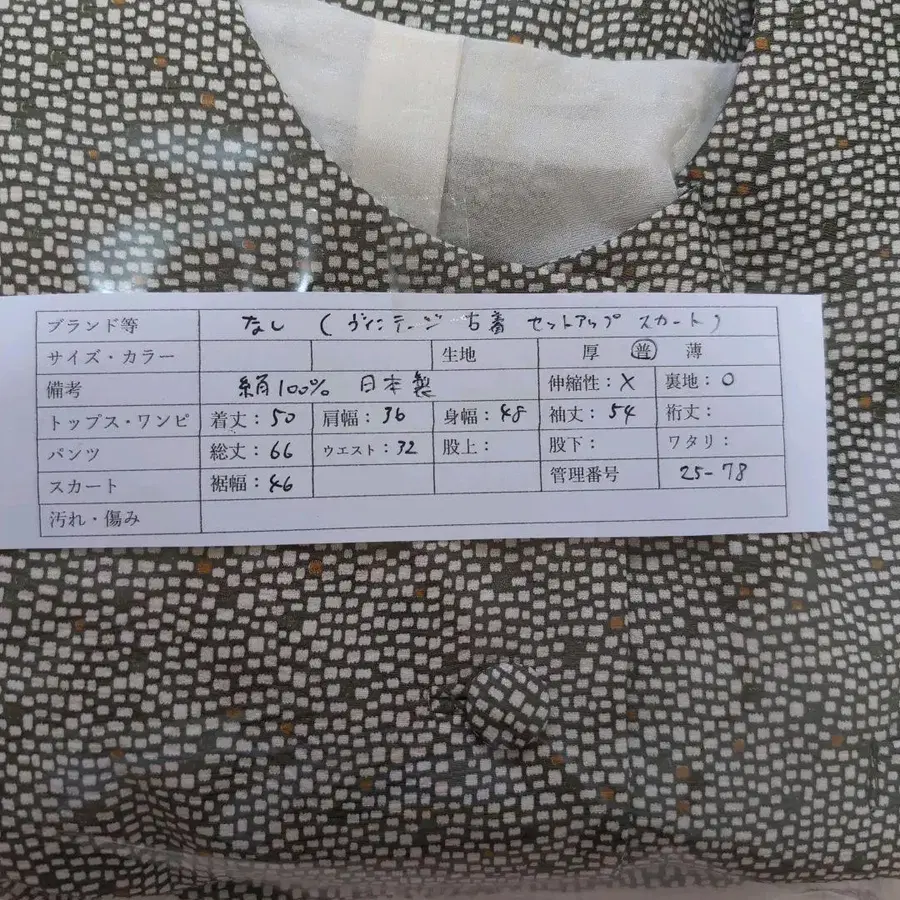 ブランド等 なし (ヴィンテージ 古着 セットアップ スカート)
サイズ・カラー 生地 厚 普 薄
備考 絹100% 日本製 伸縮性:X 裏地:O
トップス・ワンピ 着丈:50 肩幅:36 身幅:48 袖丈:54 裄丈:
パンツ 総丈:66 ウエスト:32 股上: 股下: ワタリ:
スカート 裾幅:46 管理番号 25-78
汚れ・傷み